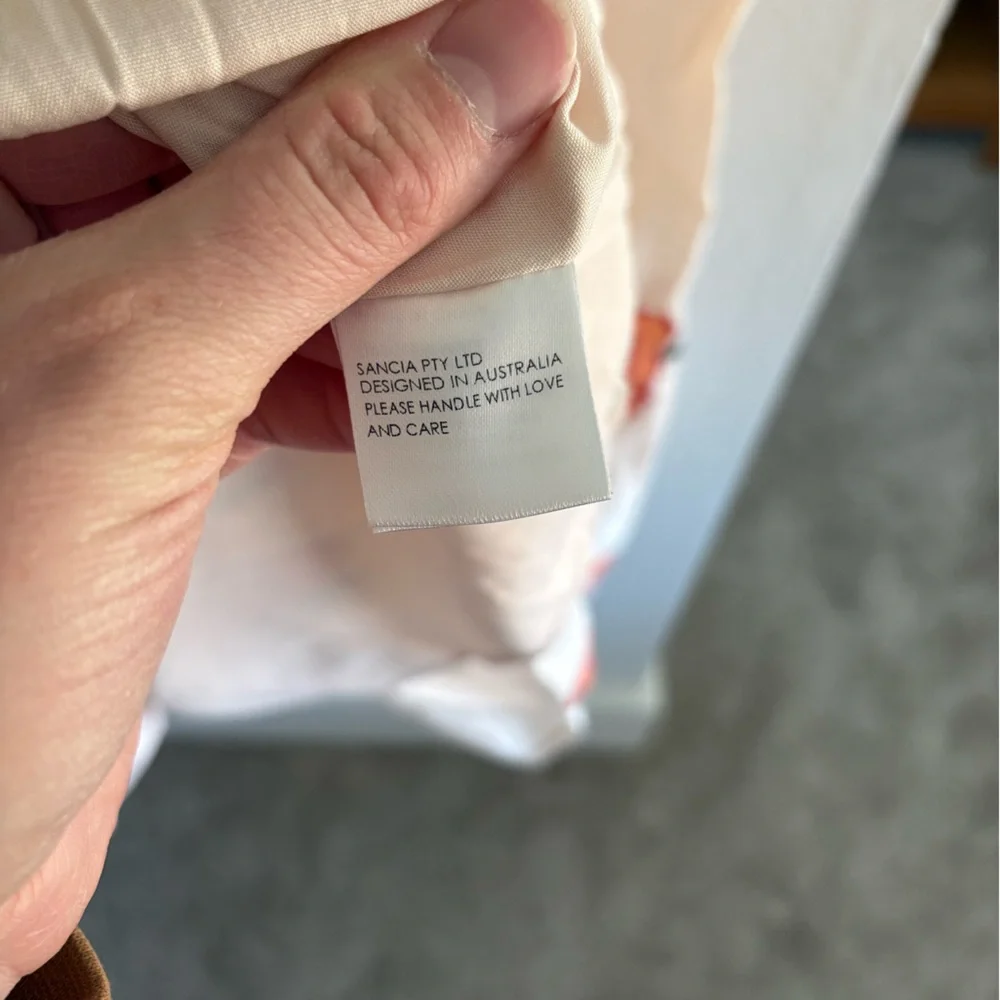 SANCIA PTY LTD
DESIGNED IN AUSTRALIA
PLEASE HANDLE WITH LOVE
AND CARE